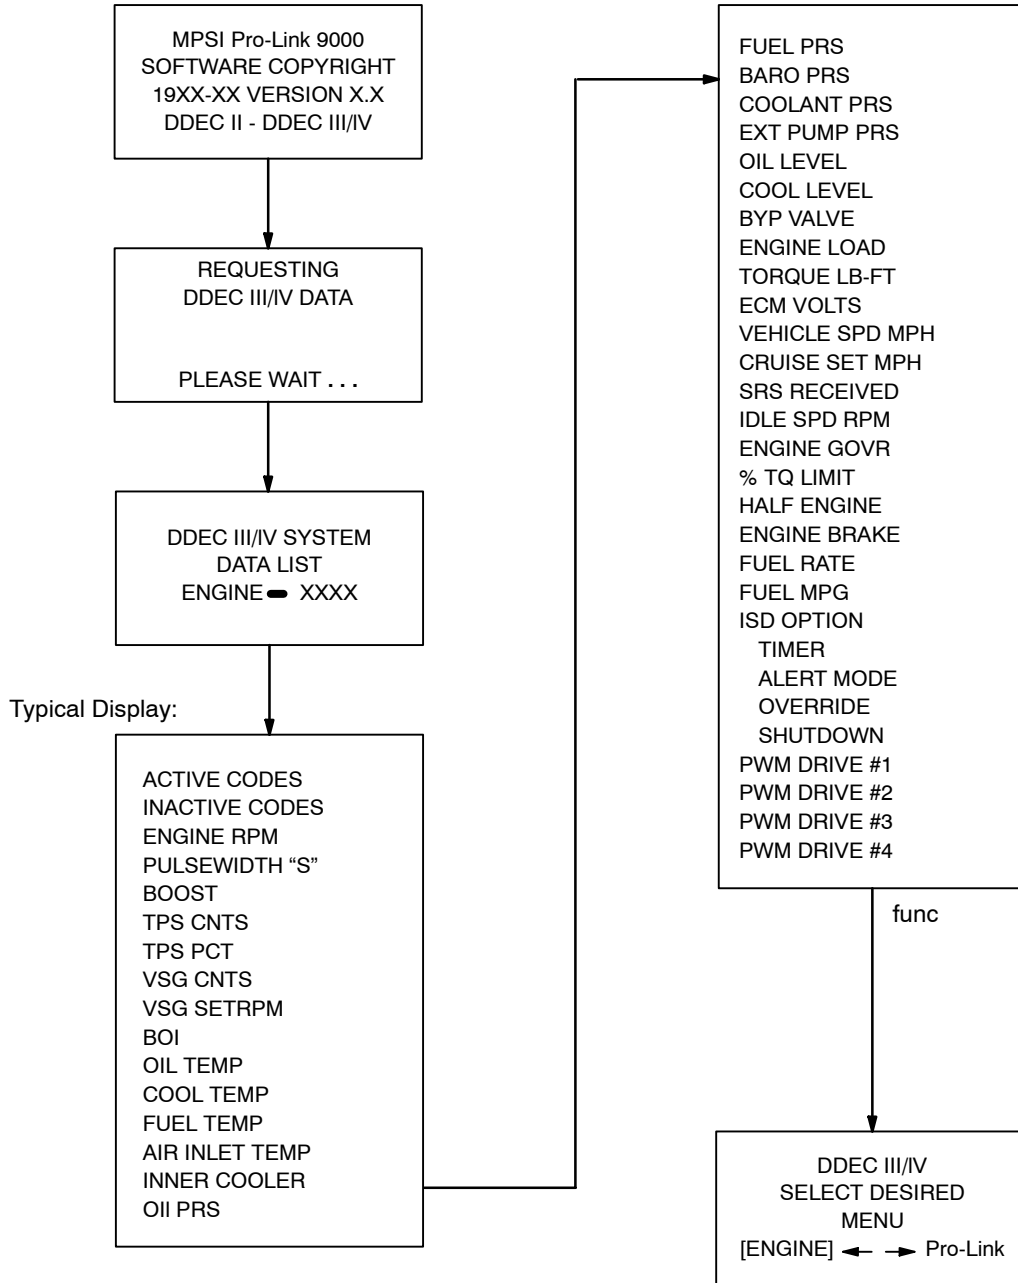 MPSI Pro-Link 9000
SOFTWARE COPYRIGHT
19XX-XX VERSION X.X
DDEC II - DDEC III/IV
REQUESTING
DDEC III/IV DATA
PLEASE WAIT . . .
DDEC III/IV SYSTEM
DATA LIST
ENGINE - XXXX
Typical Display:
ACTIVE CODES
INACTIVE CODES
ENGINE RPM
PULSEWIDTH “S”
BOOST
TPS CNTS
TPS PCT
VSG CNTS
VSG SETRPM
BOI
OIL TEMP
COOL TEMP
FUEL TEMP
AIR INLET TEMP
INNER COOLER
OIl PRS
FUEL PRS
BARO PRS
COOLANT PRS
EXT PUMP PRS
OIL LEVEL
COOL LEVEL
BYP VALVE
ENGINE LOAD
TORQUE LB-FT
ECM VOLTS
VEHICLE SPD MPH
CRUISE SET MPH
SRS RECEIVED
IDLE SPD RPM
ENGINE GOVR
% TQ LIMIT
HALF ENGINE
ENGINE BRAKE
FUEL RATE
FUEL MPG
ISD OPTION
TIMER
ALERT MODE
OVERRIDE
SHUTDOWN
PWM DRIVE #1
PWM DRIVE #2
PWM DRIVE #3
PWM DRIVE #4
func
DDEC III/IV
SELECT DESIRED
MENU
[ENGINE] ← → Pro-Link